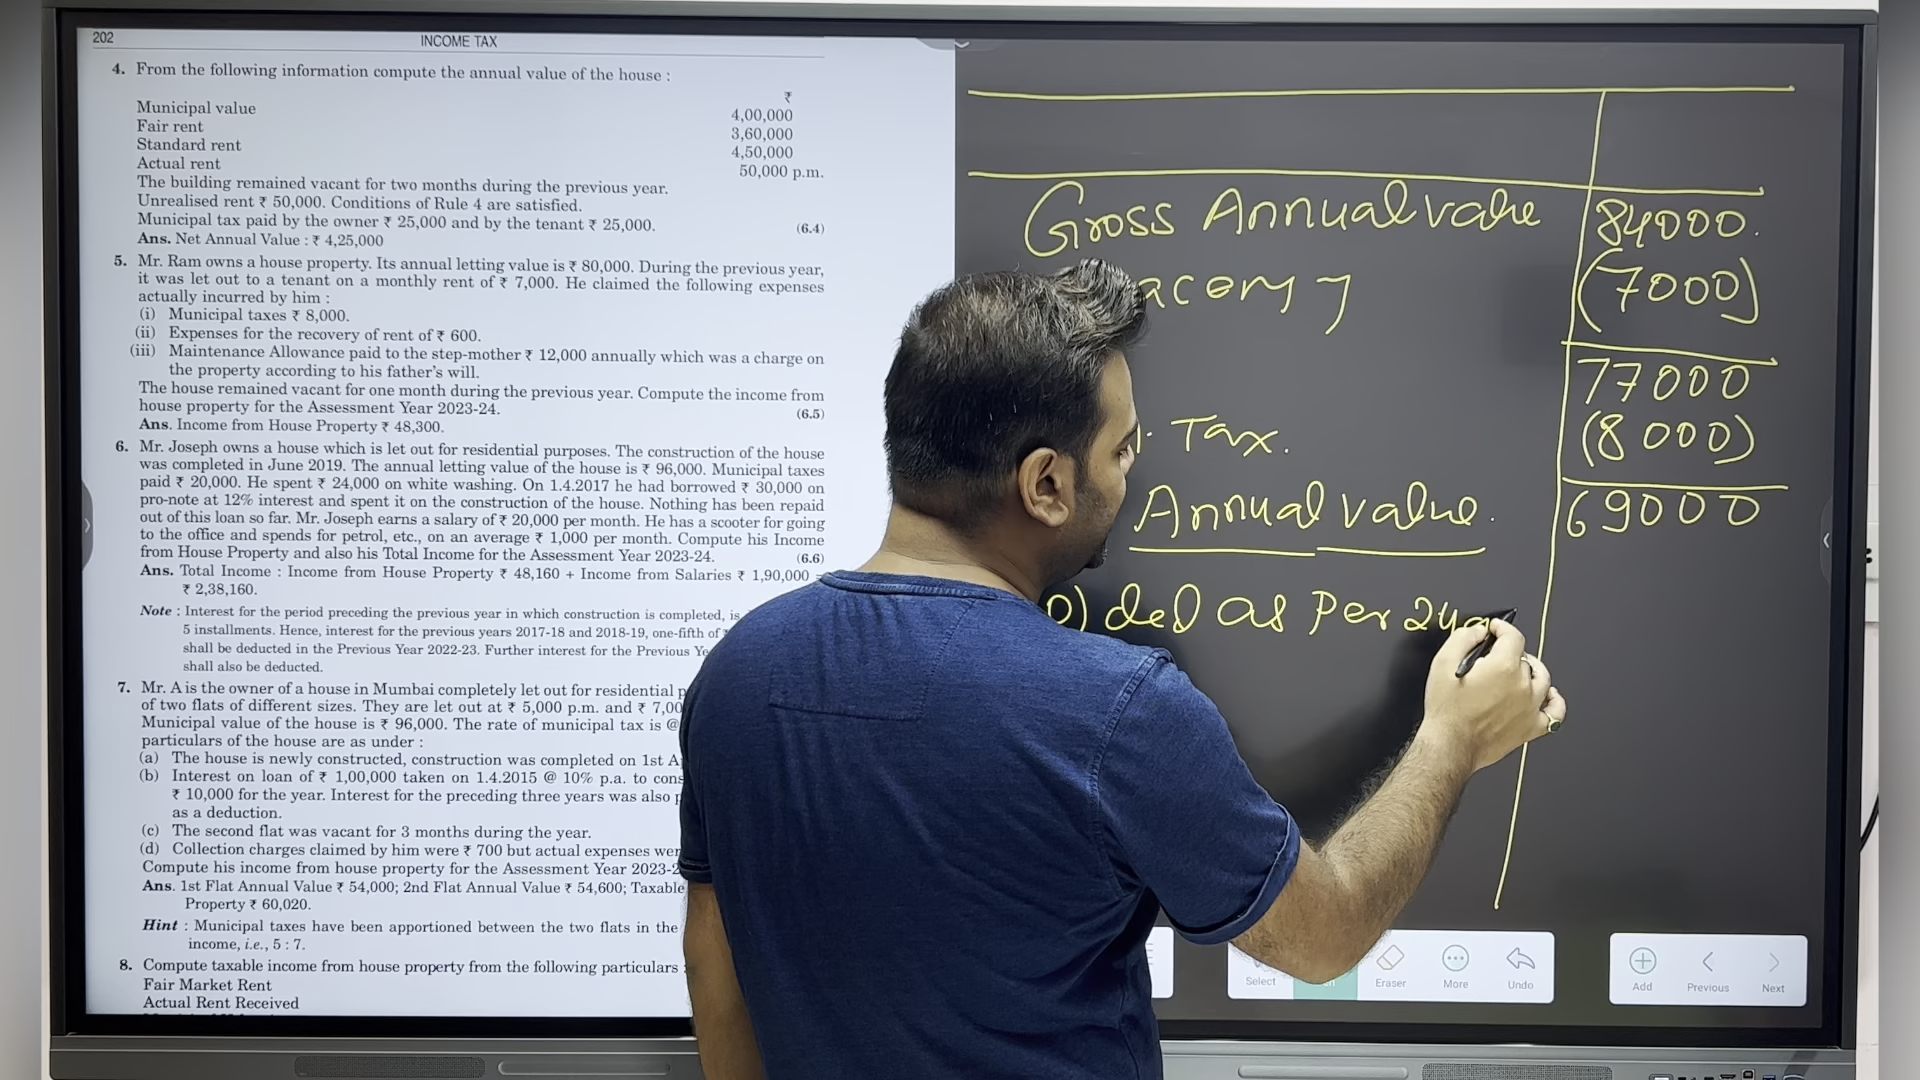 202
INCOME TAX
4. From the following information compute the annual value of the house :
₹
Municipal value 4,00,000
Fair rent 3,60,000
Standard rent 4,50,000
Actual rent 50,000 p.m.
The building remained vacant for two months during the previous year.
Unrealised rent ₹ 50,000. Conditions of Rule 4 are satisfied.
Municipal tax paid by the owner ₹ 25,000 and by the tenant ₹ 25,000. (6.4)
Ans. Net Annual Value : ₹ 4,25,000
5. Mr. Ram owns a house property. Its annual letting value is ₹ 80,000. During the previous year,
it was let out to a tenant on a monthly rent of ₹ 7,000. He claimed the following expenses
actually incurred by him :
(i) Municipal taxes ₹ 8,000.
(ii) Expenses for the recovery of rent of ₹ 600.
(iii) Maintenance Allowance paid to the step-mother ₹ 12,000 annually which was a charge on
the property according to his father's will.
The house remained vacant for one month during the previous year. Compute the income from
house property for the Assessment Year 2023-24. (6.5)
Ans. Income from House Property ₹ 48,300.
6. Mr. Joseph owns a house which is let out for residential purposes. The construction of the house
was completed in June 2019. The annual letting value of the house is ₹ 96,000. Municipal taxes
paid ₹ 20,000. He spent ₹ 24,000 on white washing. On 1.4.2017 he had borrowed ₹ 30,000 on
pro-note at 12% interest and spent it on the construction of the house. Nothing has been repaid
out of this loan so far. Mr. Joseph earns a salary of ₹ 20,000 per month. He has a scooter for going
to the office and spends for petrol, etc., on an average ₹ 1,000 per month. Compute his Income
from House Property and also his Total Income for the Assessment Year 2023-24. (6.6)
Ans. Total Income : Income from House Property ₹ 48,160 + Income from Salaries ₹ 1,90,000 =
₹ 2,38,160.
Note : Interest for the period preceding the previous year in which construction is completed, is
5 installments. Hence, interest for the previous years 2017-18 and 2018-19, one-fifth of
shall be deducted in the Previous Year 2022-23. Further interest for the Previous Ye
shall also be deducted.
7. Mr. A is the owner of a house in Mumbai completely let out for residential p
of two flats of different sizes. They are let out at ₹ 5,000 p.m. and ₹ 7,00
Municipal value of the house is ₹ 96,000. The rate of municipal tax is @
particulars of the house are as under :
(a) The house is newly constructed, construction was completed on 1st A
(b) Interest on loan of ₹ 1,00,000 taken on 1.4.2015 @ 10% p.a. to cons
₹ 10,000 for the year. Interest for the preceding three years was also p
as a deduction.
(c) The second flat was vacant for 3 months during the year.
(d) Collection charges claimed by him were ₹ 700 but actual expenses wer
Compute his income from house property for the Assessment Year 2023-2
Ans. 1st Flat Annual Value ₹ 54,000; 2nd Flat Annual Value ₹ 54,600; Taxable
Property ₹ 60,020.
Hint : Municipal taxes have been apportioned between the two flats in the
income, i.e., 5 : 7.
8. Compute taxable income from house property from the following particulars :
Fair Market Rent
Actual Rent Received
Gross Annual value 84000.
acency (7000)
77000
. Tax. (8000)
Annual value. 69000
ded as Per 24
Select
Eraser
More
Undo
Add
Previous
Next